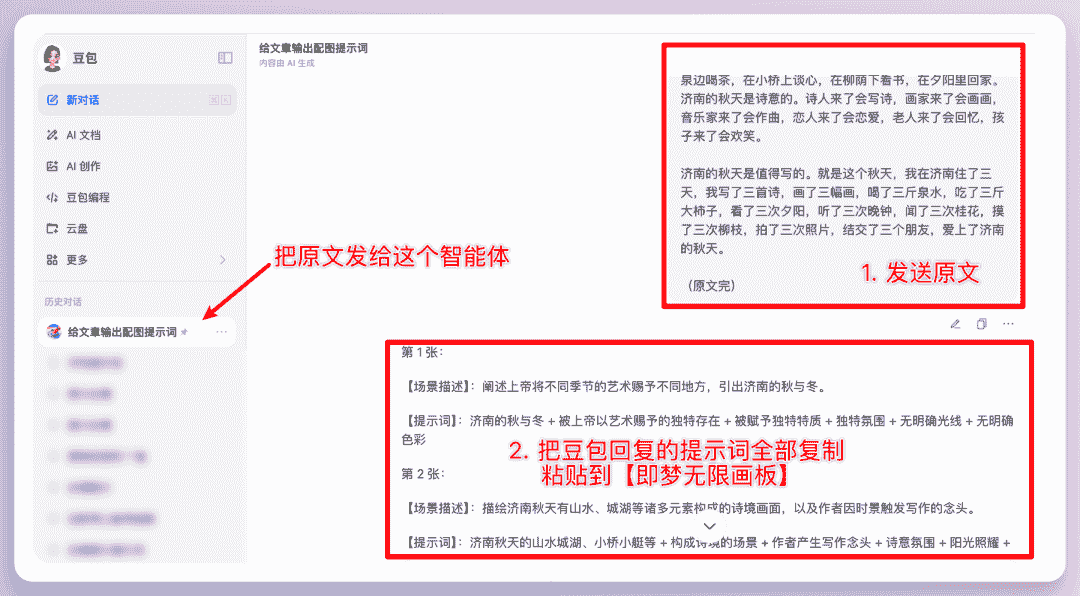 豆包
新对话
AI 文档
AI 创作
豆包编程
云盘
更多
历史对话
给文章输出配图提示词
给文章输出配图提示词
内容由 AI 生成
把原文发给这个智能体
泉边喝茶，在小桥上谈心，在柳荫下看书，在夕阳里回家。
济南的秋天是诗意的。诗人来了会写诗，画家来了会画画，
音乐家来了会作曲，恋人来了会恋爱，老人来了会回忆，孩
子来了会欢笑。
济南的秋天是值得写的。就是这个秋天，我在济南住了三
天，我写了三首诗，画了三幅画，喝了三斤泉水，吃了三斤
大柿子，看了三次夕阳，听了三次晚钟，闻了三次桂花，摸
了三次柳枝，拍了三次照片，结交了三个朋友，爱上了济南
的秋天。
（原文完）
1. 发送原文
第 1 张：
【场景描述】：阐述上帝将不同季节的艺术赐予不同地方，引出济南的秋与冬。
【提示词】：济南的秋与冬 + 被上帝以艺术赐予的独特存在 + 被赋予独特特质 + 独特氛围 + 无明确光线 + 无明确
色彩
2. 把豆包回复的提示词全部复制
粘贴到【即梦无限画板】
第 2 张：
【场景描述】：描绘济南秋天有山水、城湖等诸多元素构成的诗境画面，以及作者因时景触发写作的念头。
【提示词】：济南秋天的山水城湖、小桥小艇等 + 构成诗境的场景 + 作者产生写作念头 + 诗意氛围 + 阳光照耀 +